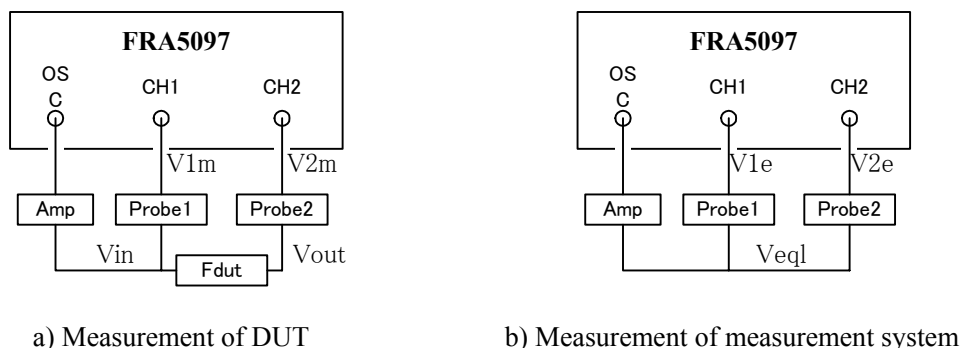 FRA5097
OS
C
CH1
CH2
V1m
V2m
Amp
Probe1
Probe2
Vin
Vout
Fdut
a) Measurement of DUT
FRA5097
OS
C
CH1
CH2
V1e
V2e
Amp
Probe1
Probe2
Veql
b) Measurement of measurement system